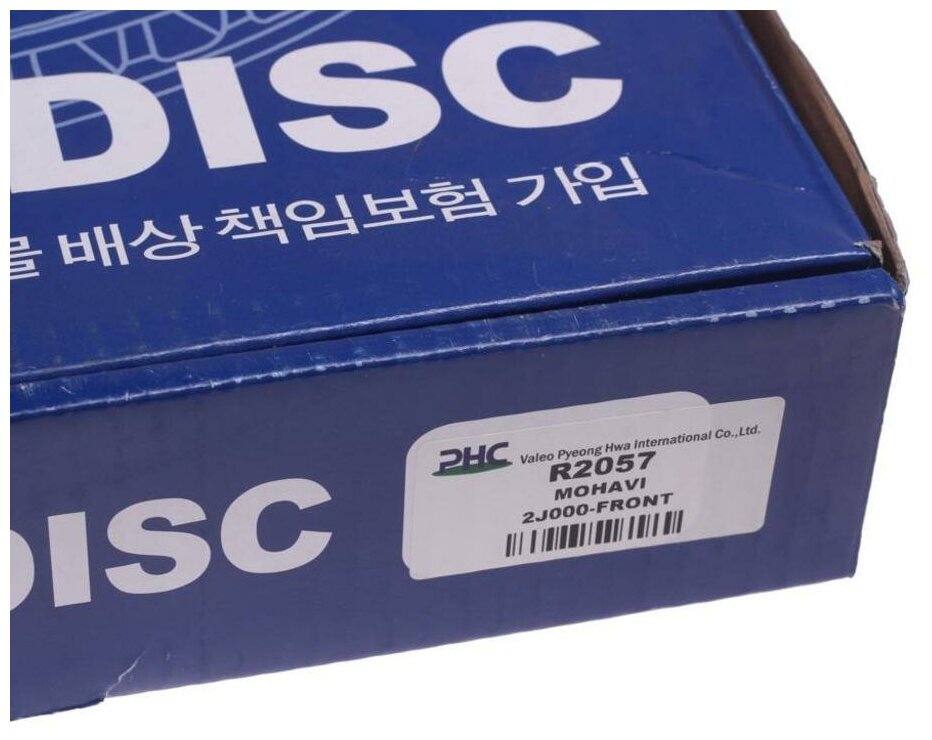 DISC
배상 책임보험 가입
DISC
PHC Valeo Pyeong Hwa International Co.,Ltd.
R2057
MOHAVI
2J000-FRONT